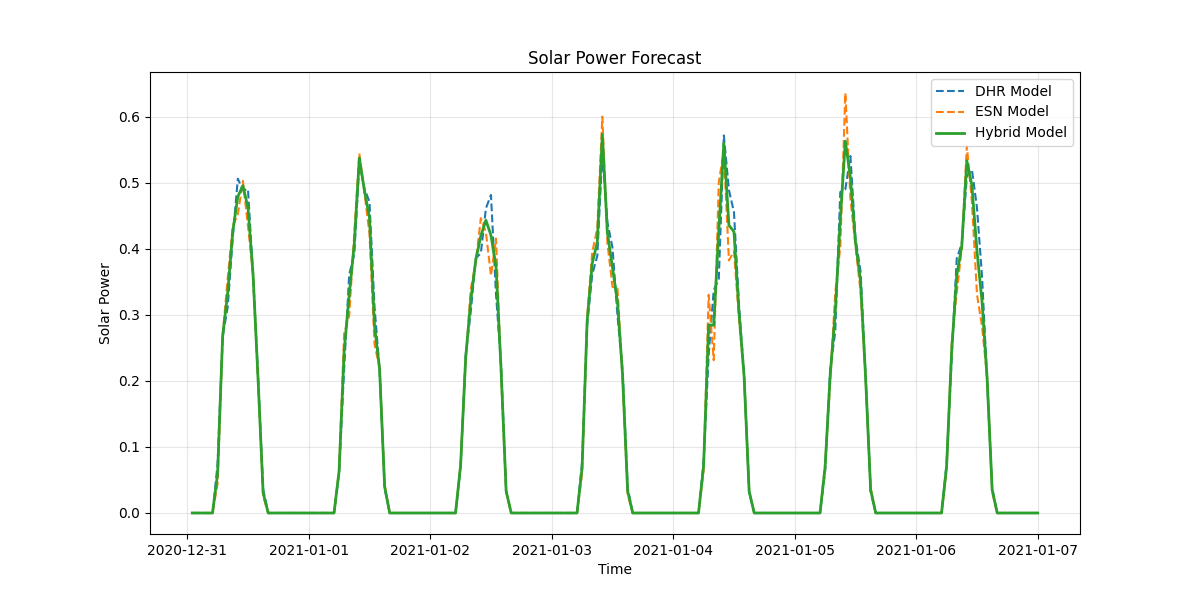 Solar Power Forecast
DHR Model
ESN Model
Hybrid Model
Solar Power
0.6
0.5
0.4
0.3
0.2
0.1
0.0
2020-12-31 2021-01-01 2021-01-02 2021-01-03 2021-01-04 2021-01-05 2021-01-06 2021-01-07
Time